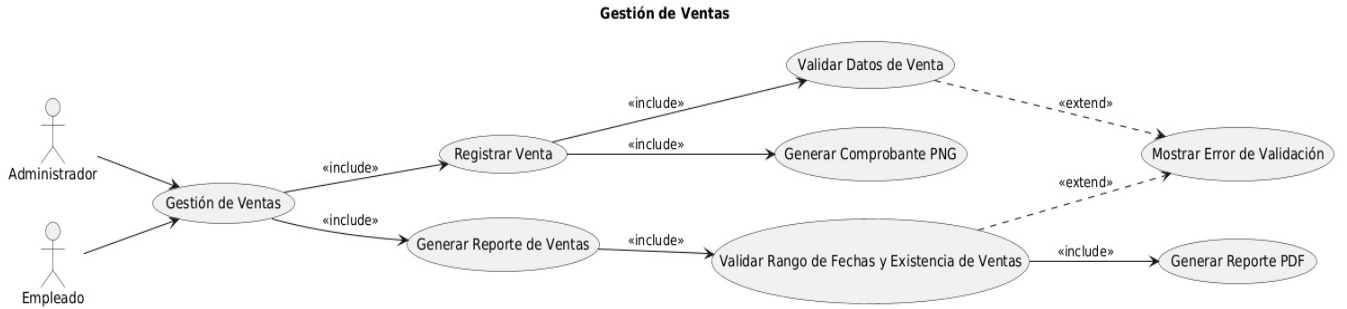 Gestión de Ventas
Validar Datos de Venta
«include»
«extend»
Administrador
«include»
Registrar Venta
«include»
Generar Comprobante PNG
Mostrar Error de Validación
Gestión de Ventas
«extend»
«include»
Generar Reporte de Ventas
«include»
Validar Rango de Fechas y Existencia de Ventas
«include»
Generar Reporte PDF
Empleado